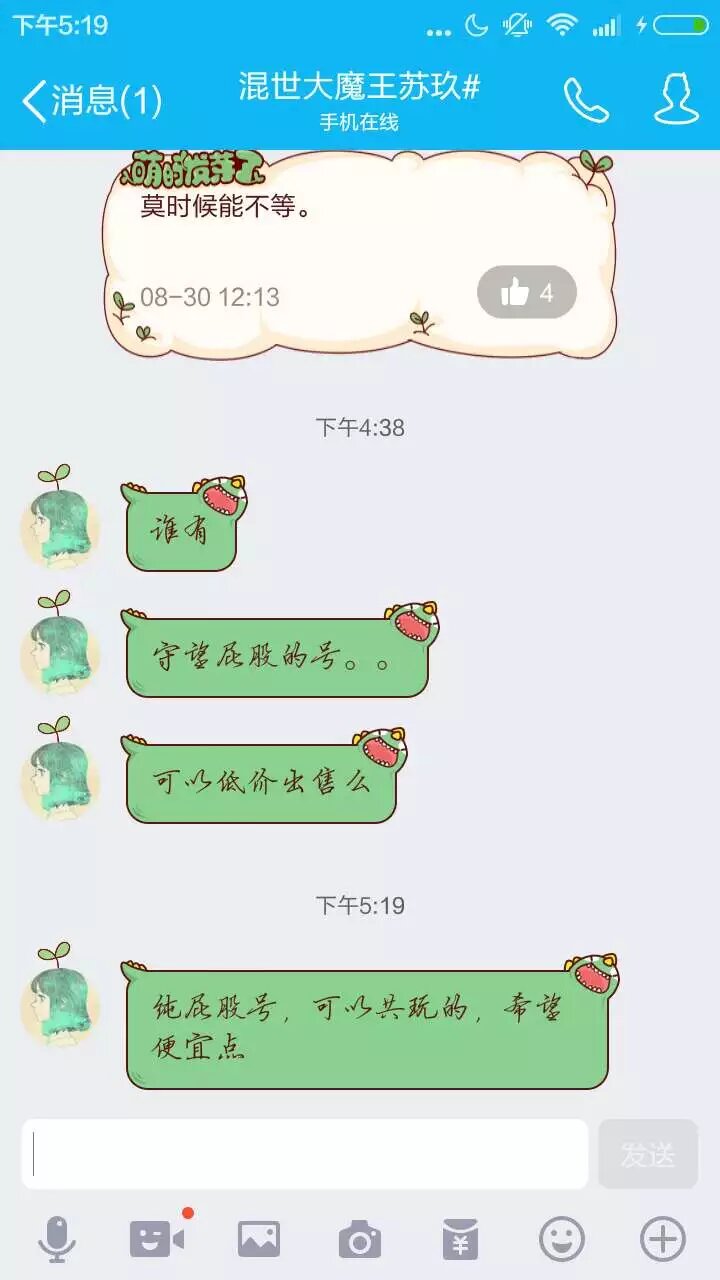 下午5:19
消息(1)
混世大魔王苏玖#
手机在线
萌的发芽了
莫时候能不等。
08-30 12:13
4
下午4:38
谁有
守望屁股的号。。
可以低价出售么
下午5:19
纯屁股号，可以共玩的，希望
便宜点
发送